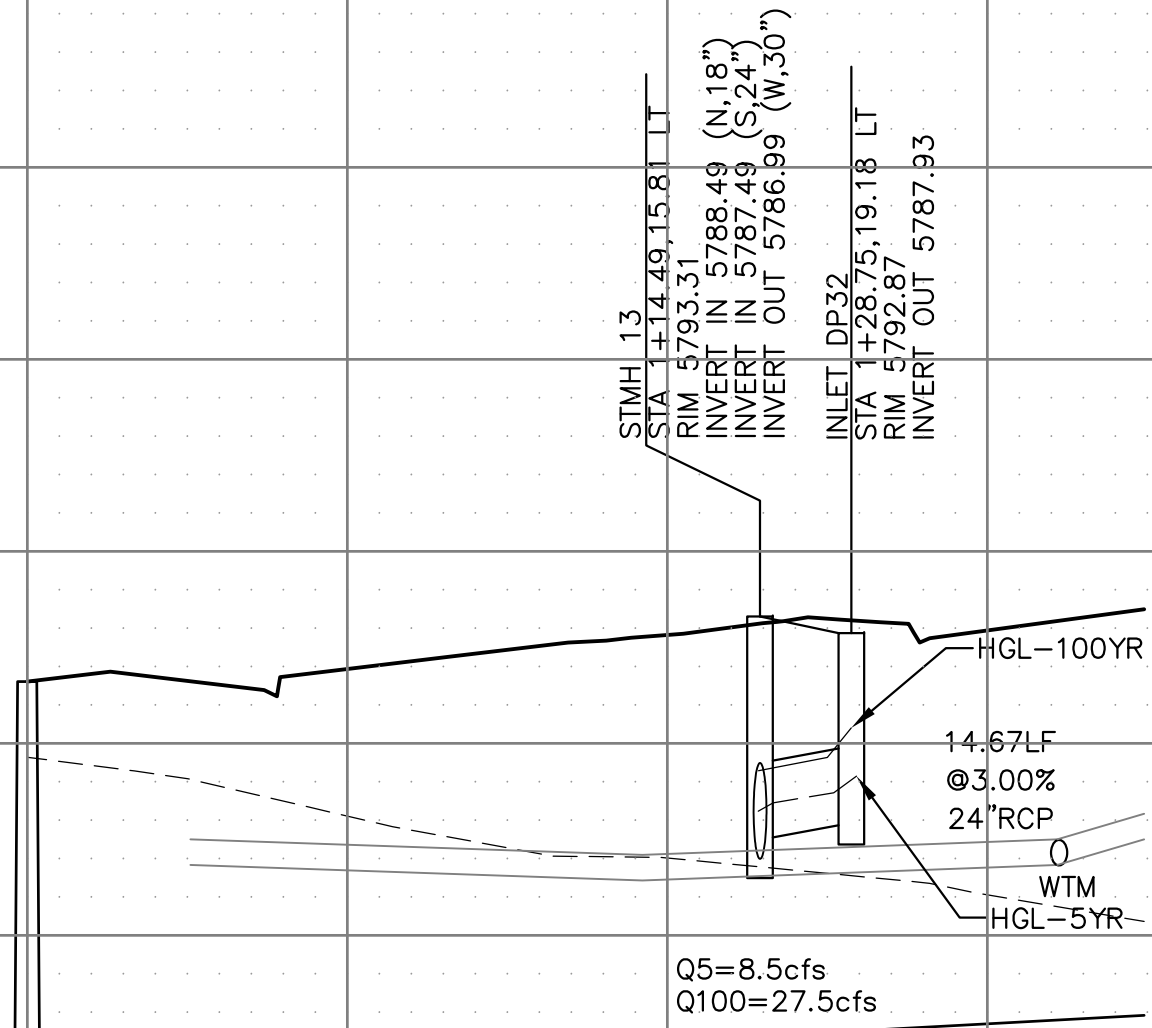 STMH 13
STA 1+14.49,15.81 LT
RIM 5793.31
INVERT IN 5788.49 (N,18")
INVERT IN 5787.49 (S,24")
INVERT OUT 5786.99 (W,30")
INLET DP32
STA 1+28.75,19.18 LT
RIM 5792.87
INVERT OUT 5787.93
HGL-100YR
14.67LF
@3.00%
24"RCP
WTM
HGL-5YR
Q5=8.5cfs
Q100=27.5cfs